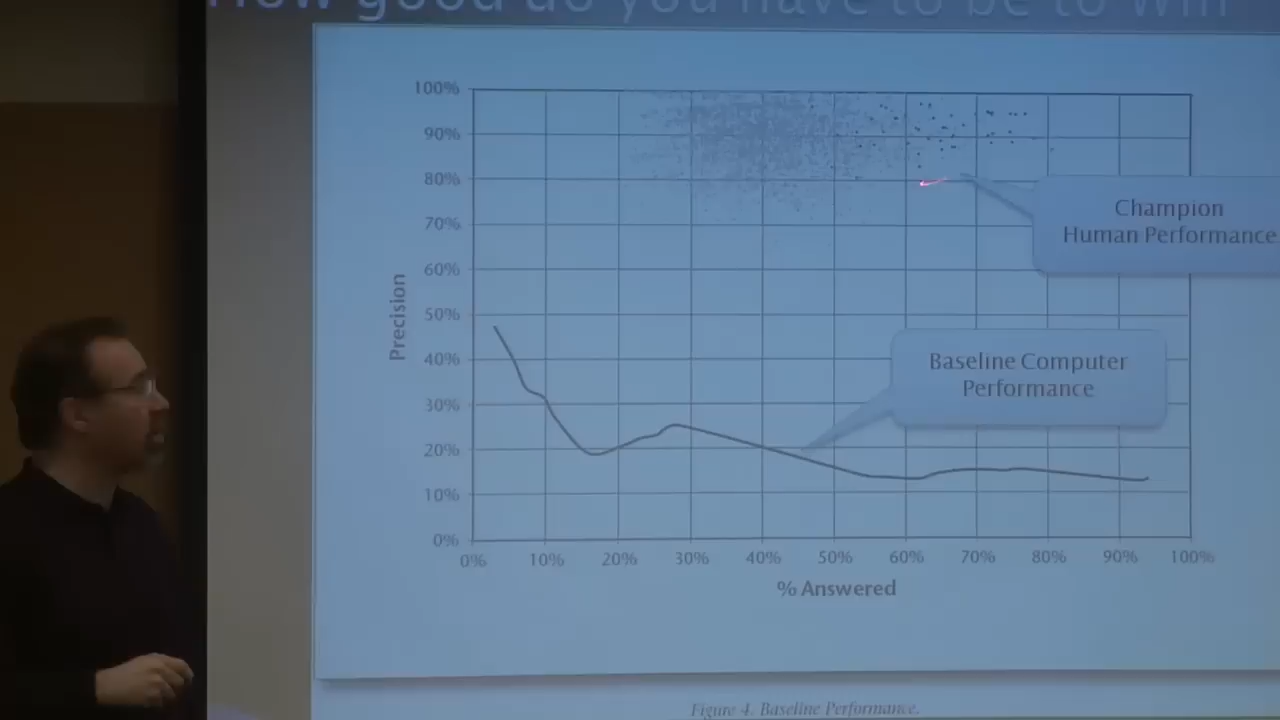 How good do you have to be to win
100%
90%
80%
70%
60%
50%
40%
30%
20%
10%
0%
Precision
Champion
Human Performance
Baseline Computer
Performance
0%
10%
20%
30%
40%
50%
60%
70%
80%
90%
100%
% Answered
Figure 4. Baseline Performance.